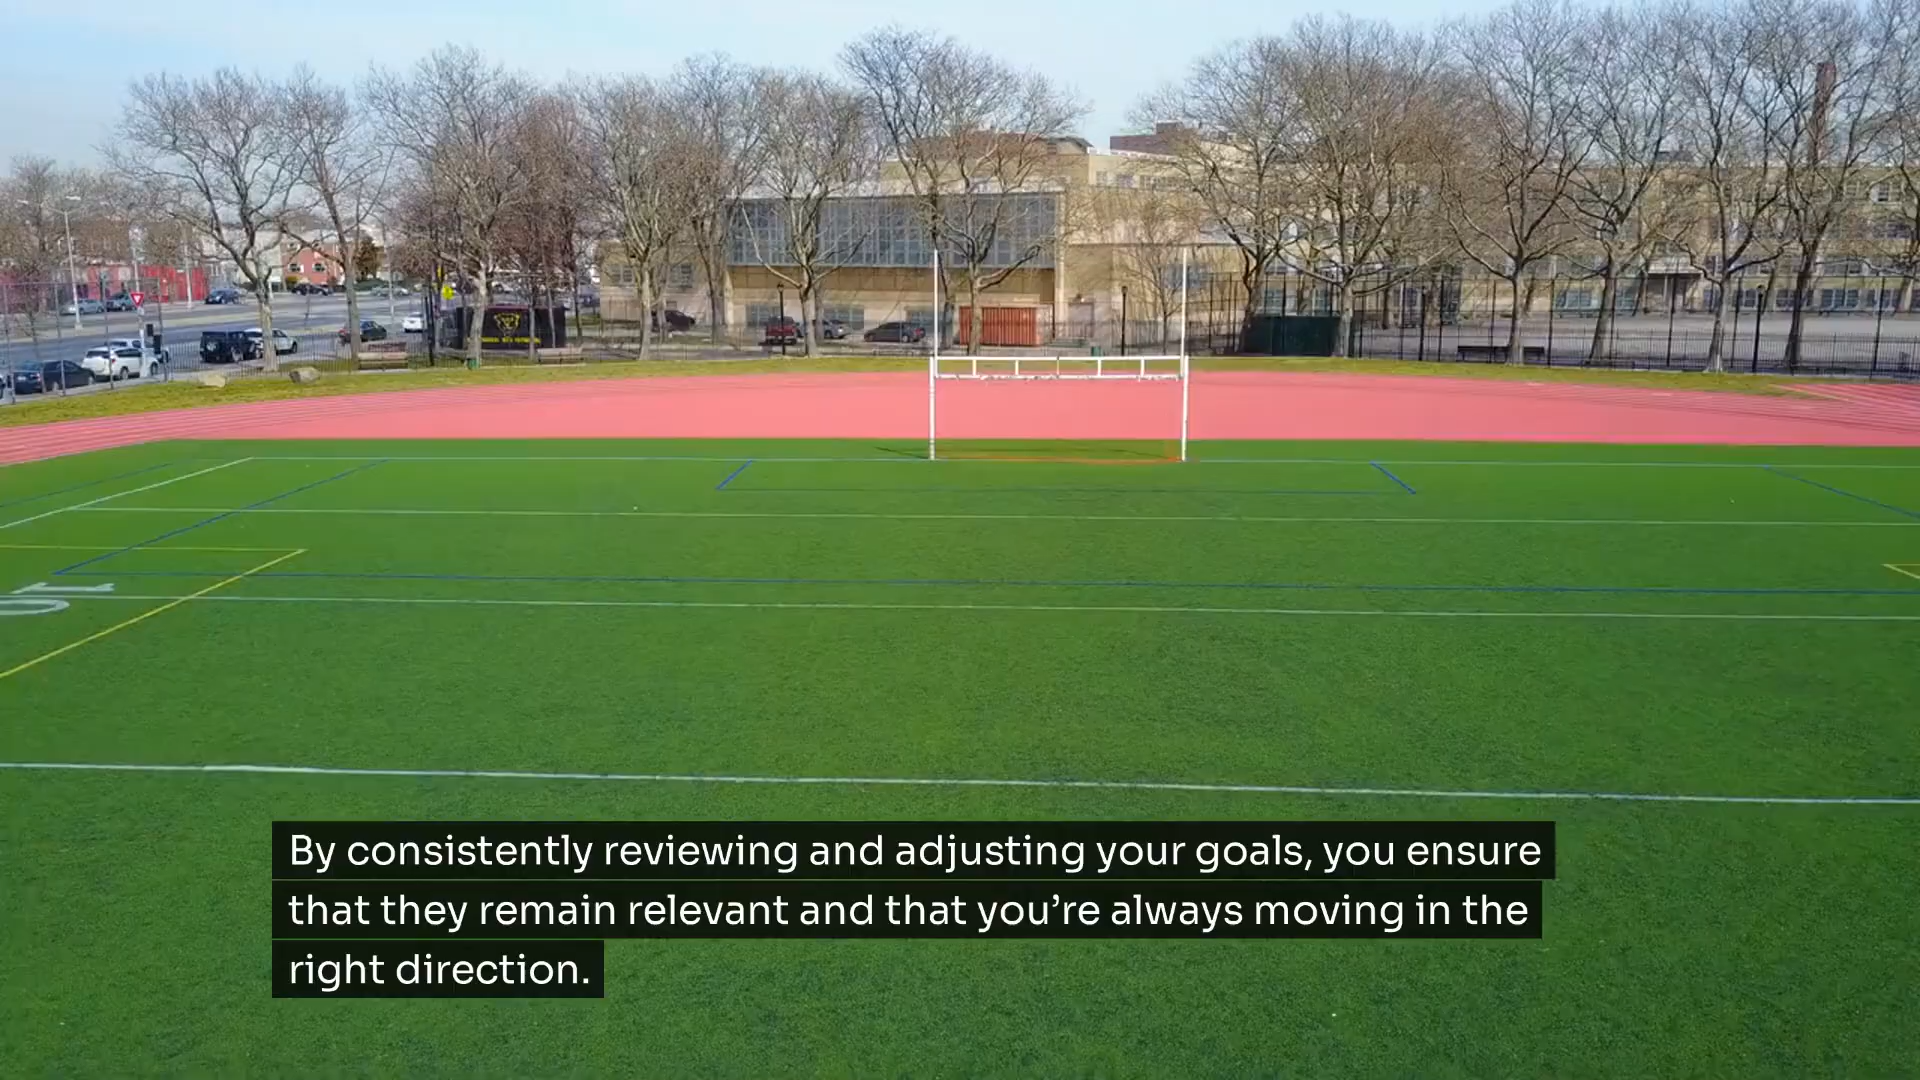 By consistently reviewing and adjusting your goals, you ensure
that they remain relevant and that you’re always moving in the
right direction.